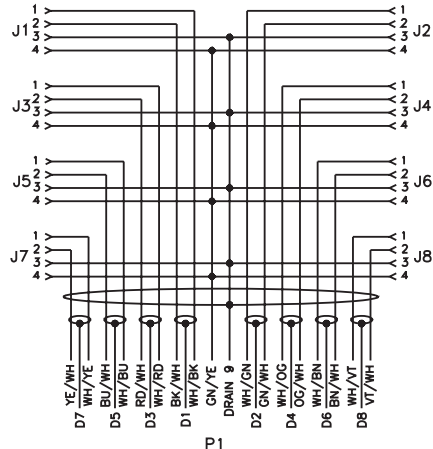 1 1
J1 2 2 J2
3 3
4 4
1 1
J3 2 2 J4
3 3
4 4
1 1
J5 2 2 J6
3 3
4 4
1 1
J7 2 2 J8
3 3
4 4
YE/WH
D7
WH/YE
BU/WH
D5
WH/BU
RD/WH
D3
WH/RD
BK/WH
D1
WH/BK
GN/YE
DRAIN 9
WH/GN
D2
GN/WH
WH/OG
D4
OG/WH
WH/BN
D6
BN/WH
WH/VT
D8
VT/WH
P1